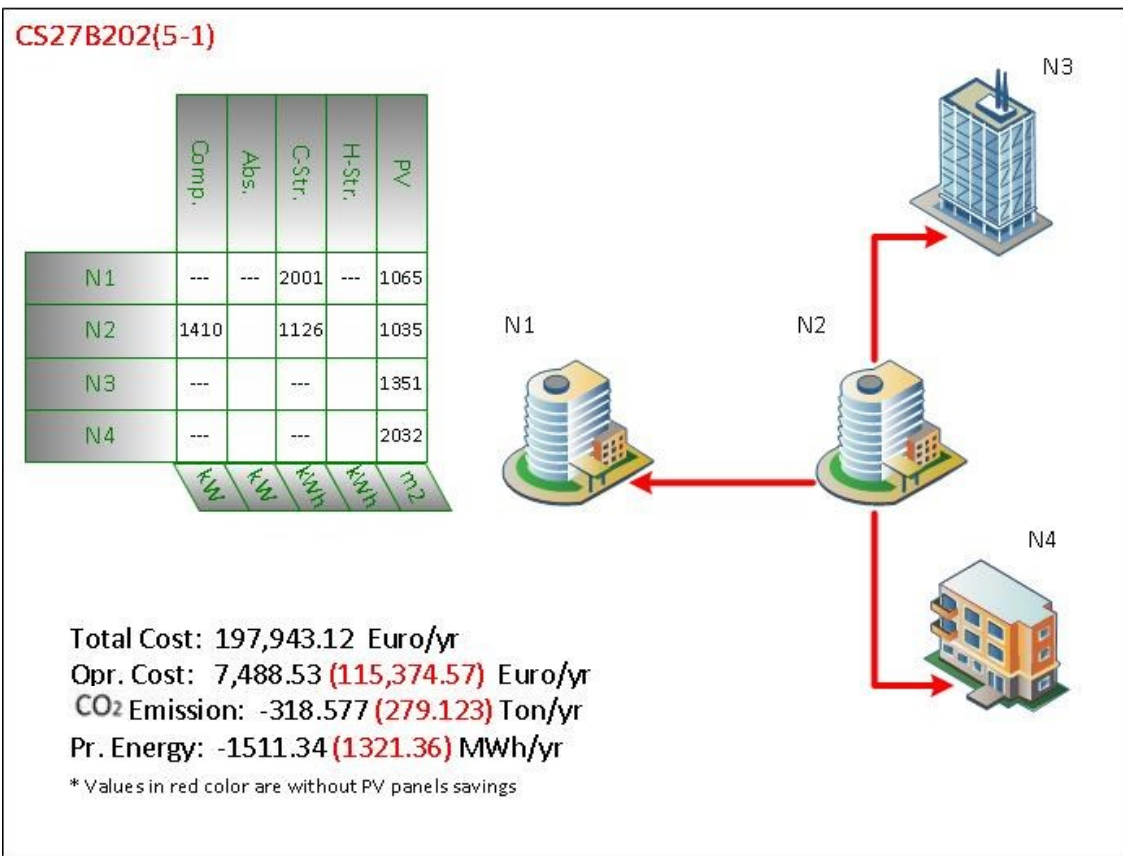 CS27B202(5-1)
N3
Comp. Abs. C-Str. H-Str. PV
N1 --- --- 2001 --- 1065
N2 1410 1126 1035
N3 --- --- 1351
N4 --- --- 2032
kW kW kWh kWh m2
N1 N2
N4
Total Cost: 197,943.12 Euro/yr
Opr. Cost: 7,488.53 (115,374.57) Euro/yr
CO2 Emission: -318.577 (279.123) Ton/yr
Pr. Energy: -1511.34 (1321.36) MWh/yr
* Values in red color are without PV panels savings